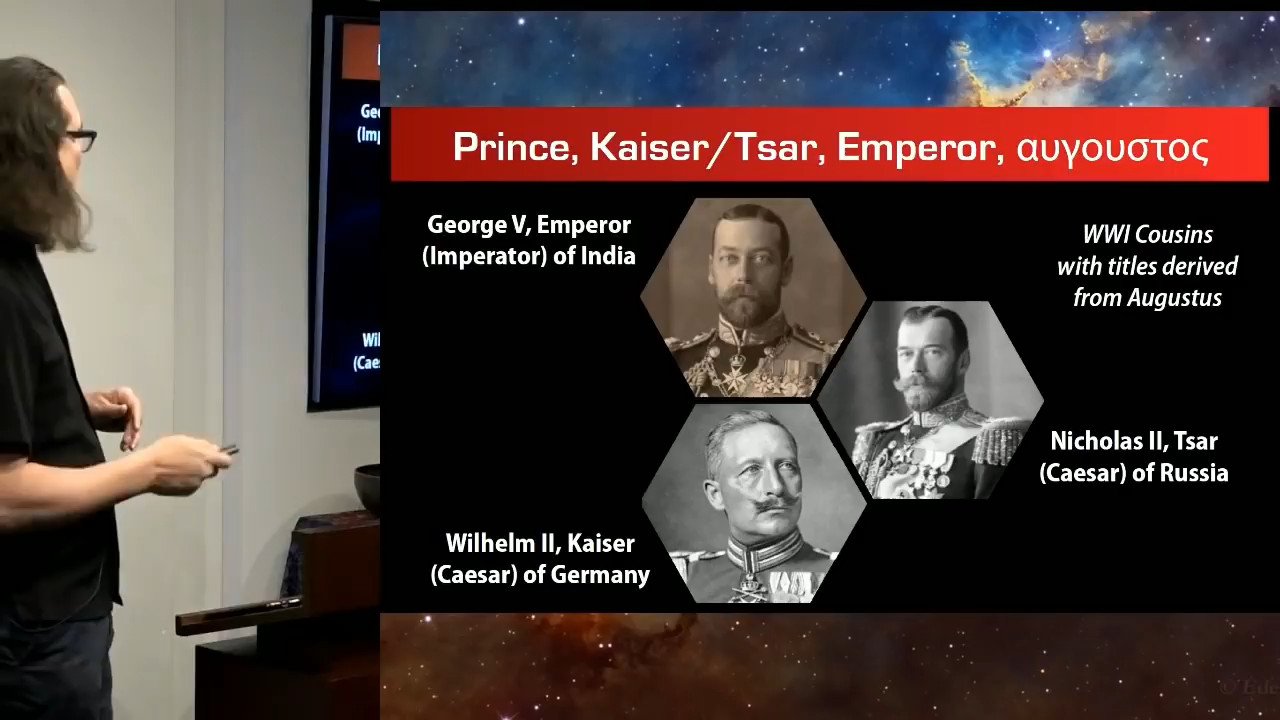 Prince, Kaiser/Tsar, Emperor, αυγουστος
George V, Emperor
(Imperator) of India
WWI Cousins
with titles derived
from Augustus
Nicholas II, Tsar
(Caesar) of Russia
Wilhelm II, Kaiser
(Caesar) of Germany